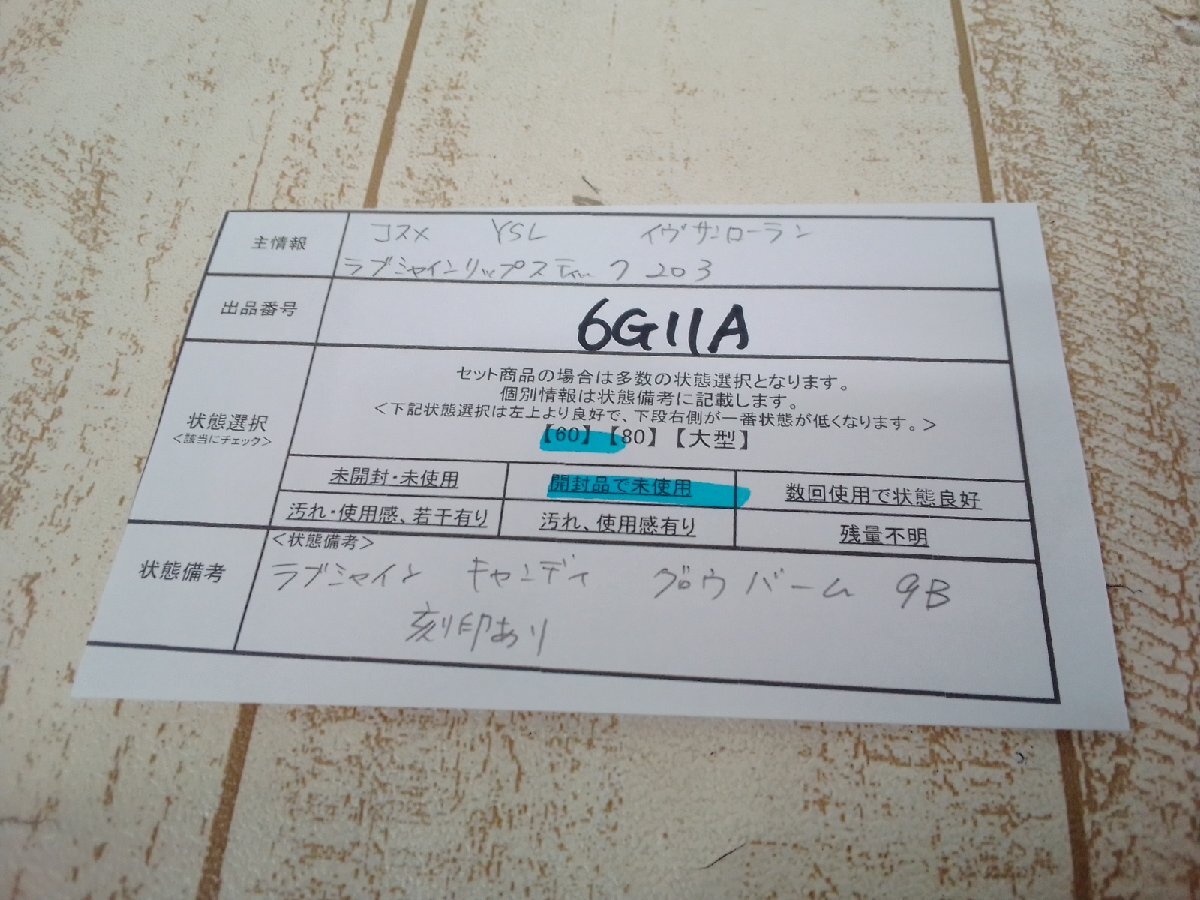 主情報
コスメ YSL イヴサンローラン
ラブシャインリップスティック 203
出品番号
6G11A
状態選択
<該当にチェック>
セット商品の場合は多数の状態選択となります。
個別情報は状態備考に記載します。
<下記状態選択は左上より良好で、下段右側が一番状態が低くなります。>
【60】【80】【大型】
未開封・未使用 開封品で未使用 数回使用で状態良好
汚れ・使用感、若干有り 汚れ、使用感有り 残量不明
状態備考
<状態備考>
ラブシャイン キャンディ グロウ バーム 9B
刻印あり